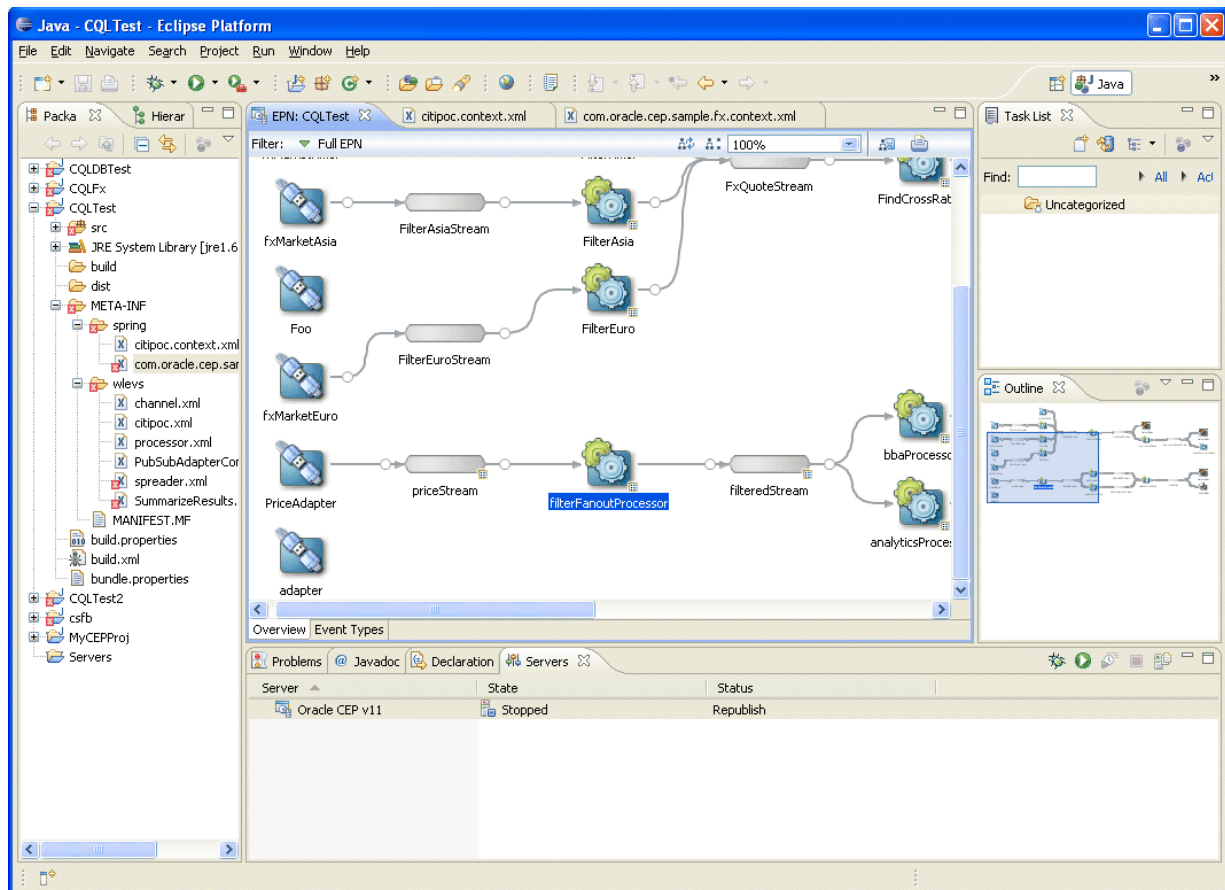 Java - CQLTest - Eclipse Platform
File Edit Navigate Search Project Run Window Help
Java
Packa
Hierar
CQLDBTest
CQLFx
CQLTest
src
JRE System Library [jre1.6
build
dist
META-INF
spring
citipoc.context.xml
com.oracle.cep.sar
wlevs
channel.xml
citipoc.xml
processor.xml
PubSubAdapterCor
spreader.xml
SummarizeResults.
MANIFEST.MF
build.properties
build.xml
bundle.properties
CQLTest2
csfb
MyCEPProj
Servers
EPN: CQLTest
citipoc.context.xml
com.oracle.cep.sample.fx.context.xml
Filter: Full EPN
100%
FxQuoteStream
FindCrossRat
fxMarketAsia
FilterAsiaStream
FilterAsia
Foo
FilterEuro
FilterEuroStream
fxMarketEuro
bbaProcesso
PriceAdapter
priceStream
filterFanoutProcessor
filteredStream
analyticsProce
adapter
Overview Event Types
Task List
Find:
All
Uncategorized
Outline
Problems
Javadoc
Declaration
Servers
Server State Status
Oracle CEP v11 Stopped Republish